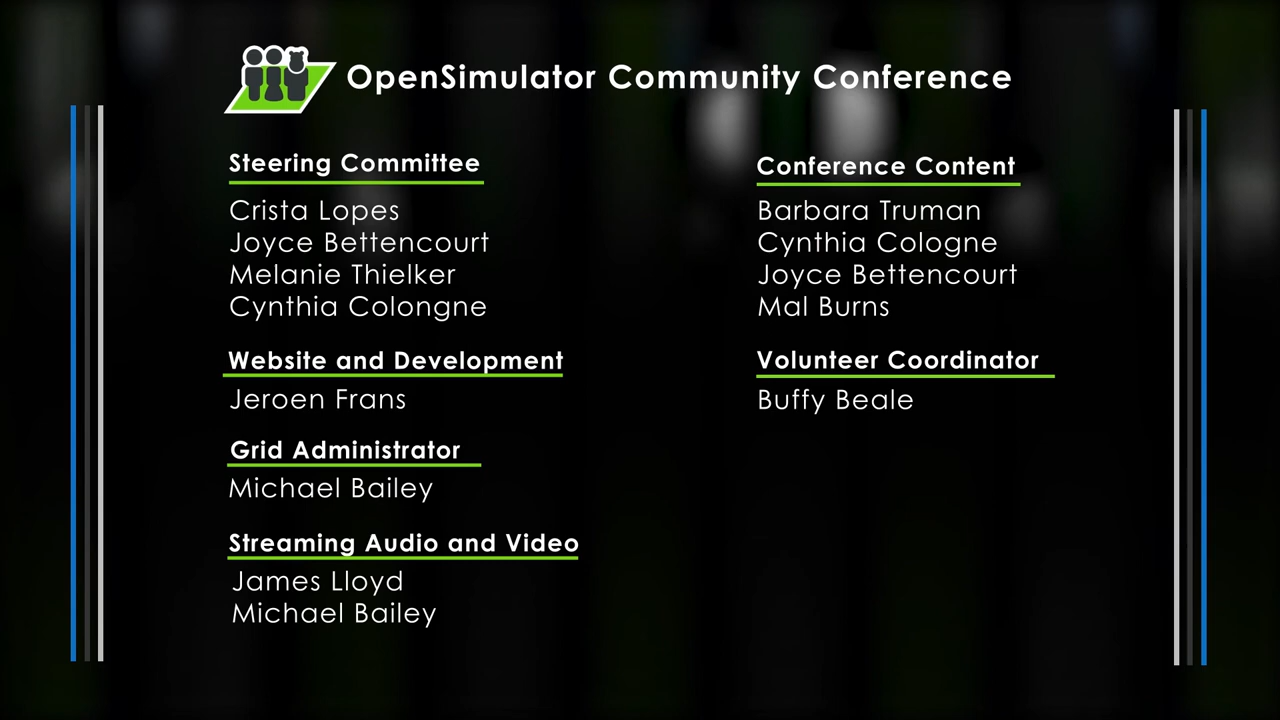 OpenSimulator Community Conference
Steering Committee
Crista Lopes
Joyce Bettencourt
Melanie Thielker
Cynthia Colongne
Website and Development
Jeroen Frans
Grid Administrator
Michael Bailey
Streaming Audio and Video
James Lloyd
Michael Bailey
Conference Content
Barbara Truman
Cynthia Cologne
Joyce Bettencourt
Mal Burns
Volunteer Coordinator
Buffy Beale